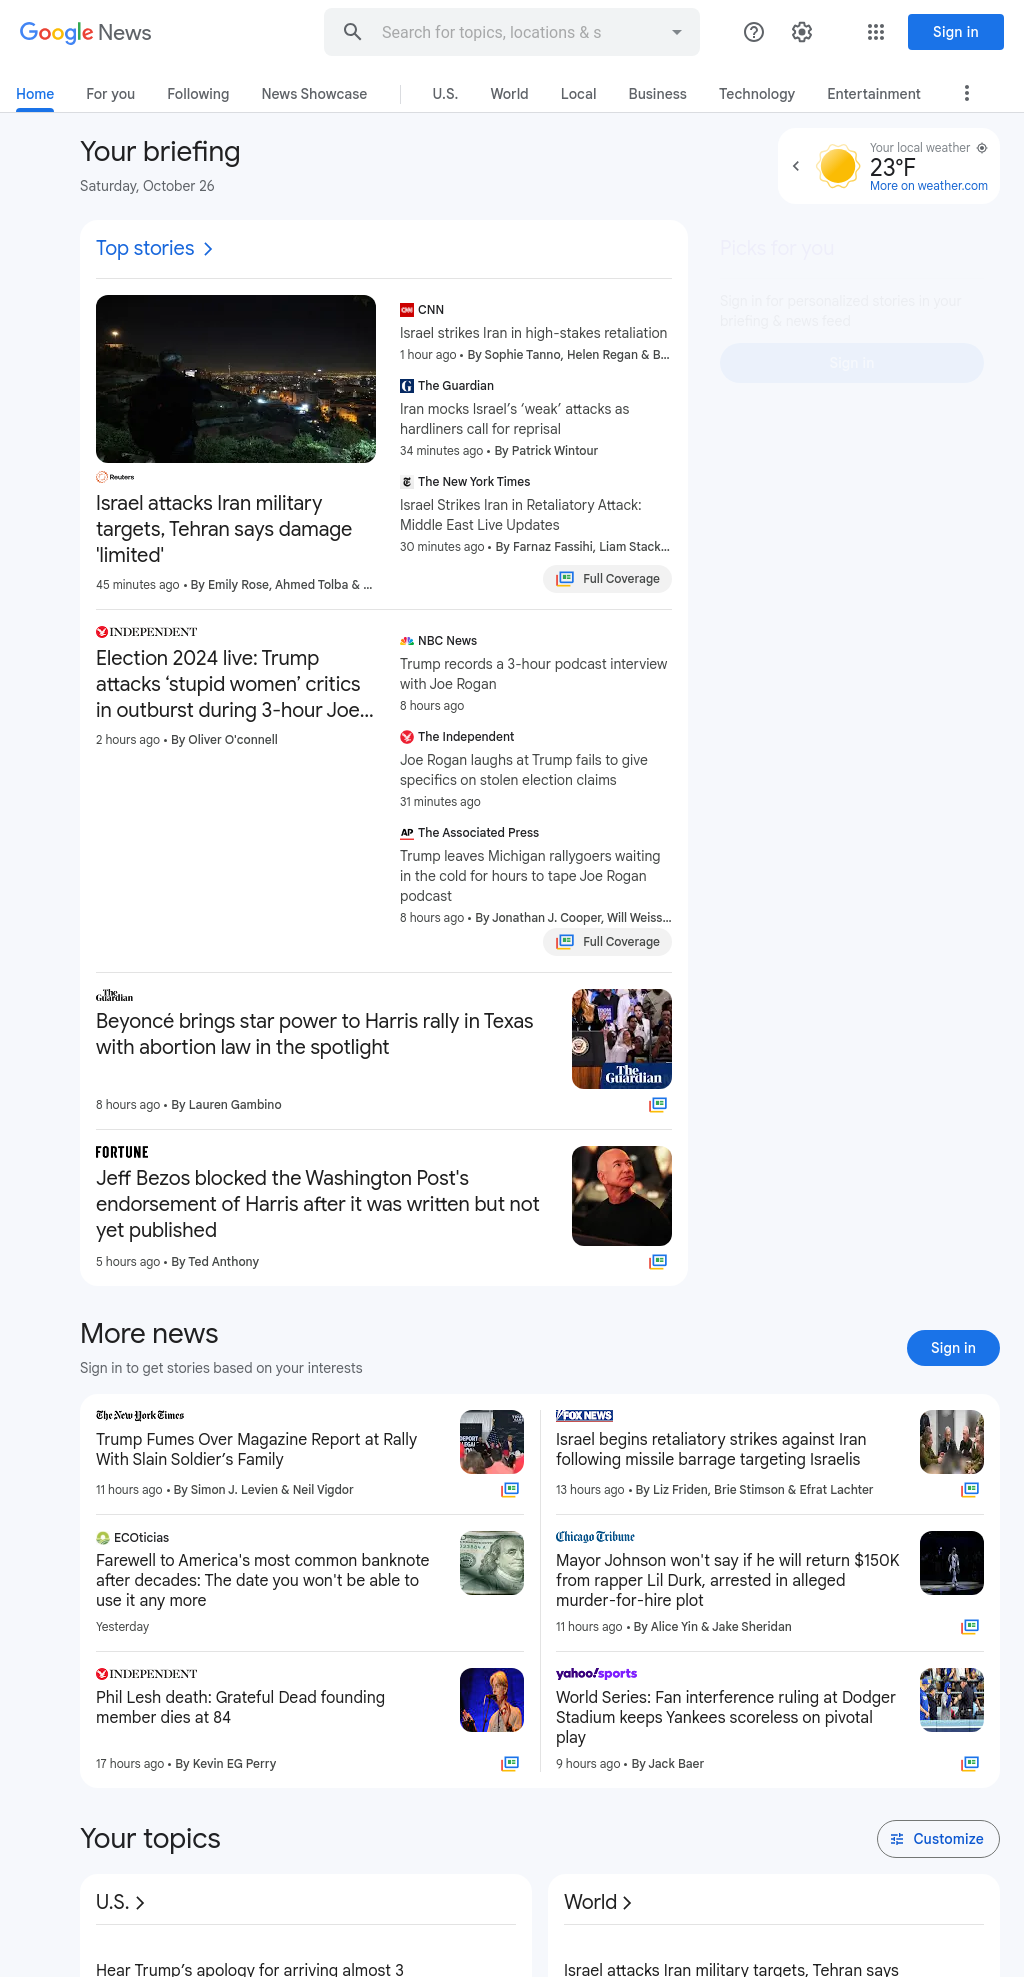 Google News
Search for topics, locations & s
Sign in
Home
For you
Following
News Showcase
U.S.
World
Local
Business
Technology
Entertainment
Your briefing
Saturday, October 26
Your local weather
23°F
More on weather.com
Top stories
Picks for you
Sign in for personalized stories in your
briefing & news feed
Sign in
Reuters
Israel attacks Iran military
targets, Tehran says damage
'limited'
45 minutes ago • By Emily Rose, Ahmed Tolba & ...
CNN
Israel strikes Iran in high-stakes retaliation
1 hour ago • By Sophie Tanno, Helen Regan & B...
The Guardian
Iran mocks Israel’s ‘weak’ attacks as
hardliners call for reprisal
34 minutes ago • By Patrick Wintour
The New York Times
Israel Strikes Iran in Retaliatory Attack:
Middle East Live Updates
30 minutes ago • By Farnaz Fassihi, Liam Stack...
Full Coverage
INDEPENDENT
Election 2024 live: Trump
attacks ‘stupid women’ critics
in outburst during 3-hour Joe...
2 hours ago • By Oliver O'connell
NBC News
Trump records a 3-hour podcast interview
with Joe Rogan
8 hours ago
The Independent
Joe Rogan laughs at Trump fails to give
specifics on stolen election claims
31 minutes ago
AP The Associated Press
Trump leaves Michigan rallygoers waiting
in the cold for hours to tape Joe Rogan
podcast
8 hours ago • By Jonathan J. Cooper, Will Weiss...
Full Coverage
The
Guardian
Beyoncé brings star power to Harris rally in Texas
with abortion law in the spotlight
8 hours ago • By Lauren Gambino
The
Guardian
FORTUNE
Jeff Bezos blocked the Washington Post's
endorsement of Harris after it was written but not
yet published
5 hours ago • By Ted Anthony
More news
Sign in to get stories based on your interests
Sign in
The New York Times
Trump Fumes Over Magazine Report at Rally
With Slain Soldier’s Family
11 hours ago • By Simon J. Levien & Neil Vigdor
FOX NEWS
Israel begins retaliatory strikes against Iran
following missile barrage targeting Israelis
13 hours ago • By Liz Friden, Brie Stimson & Efrat Lachter
ECOticias
Farewell to America's most common banknote
after decades: The date you won't be able to
use it any more
Yesterday
Chicago Tribune
Mayor Johnson won't say if he will return $150K
from rapper Lil Durk, arrested in alleged
murder-for-hire plot
11 hours ago • By Alice Yin & Jake Sheridan
INDEPENDENT
Phil Lesh death: Grateful Dead founding
member dies at 84
17 hours ago • By Kevin EG Perry
yahoo!sports
World Series: Fan interference ruling at Dodger
Stadium keeps Yankees scoreless on pivotal
play
9 hours ago • By Jack Baer
Your topics
Customize
U.S.
World
Hear Trump’s apology for arriving almost 3
Israel attacks Iran military targets, Tehran says